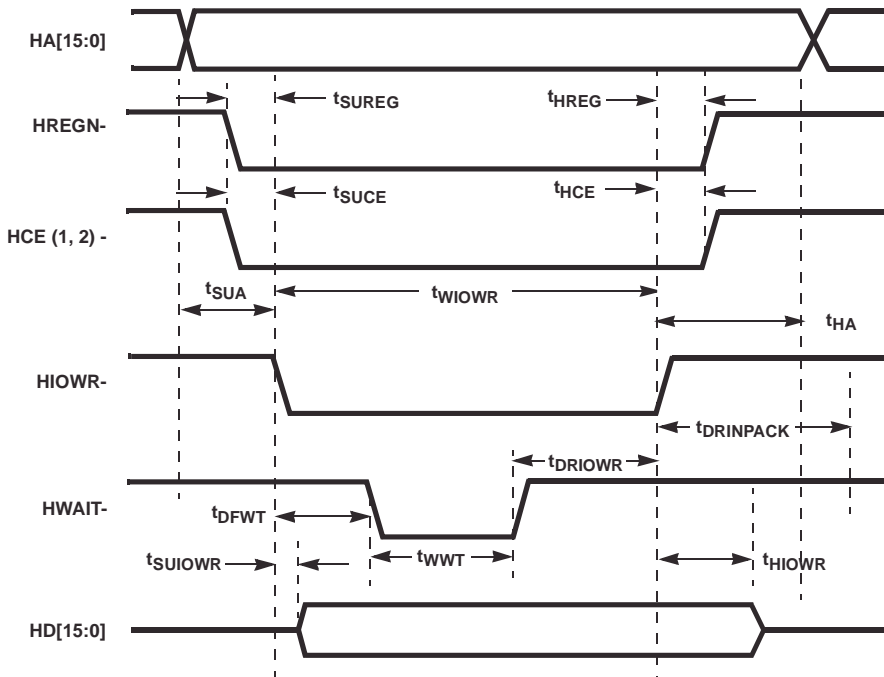 HA[15:0]
tSUREG
tHREG
HREGN-
tSUCE
tHCE
HCE (1, 2) -
tSUA
tWIOWR
tHA
HIOWR-
tDRINPACK
tDRIOWR
HWAIT-
tDFWT
tSUIOWR
tWWT
tHIOWR
HD[15:0]